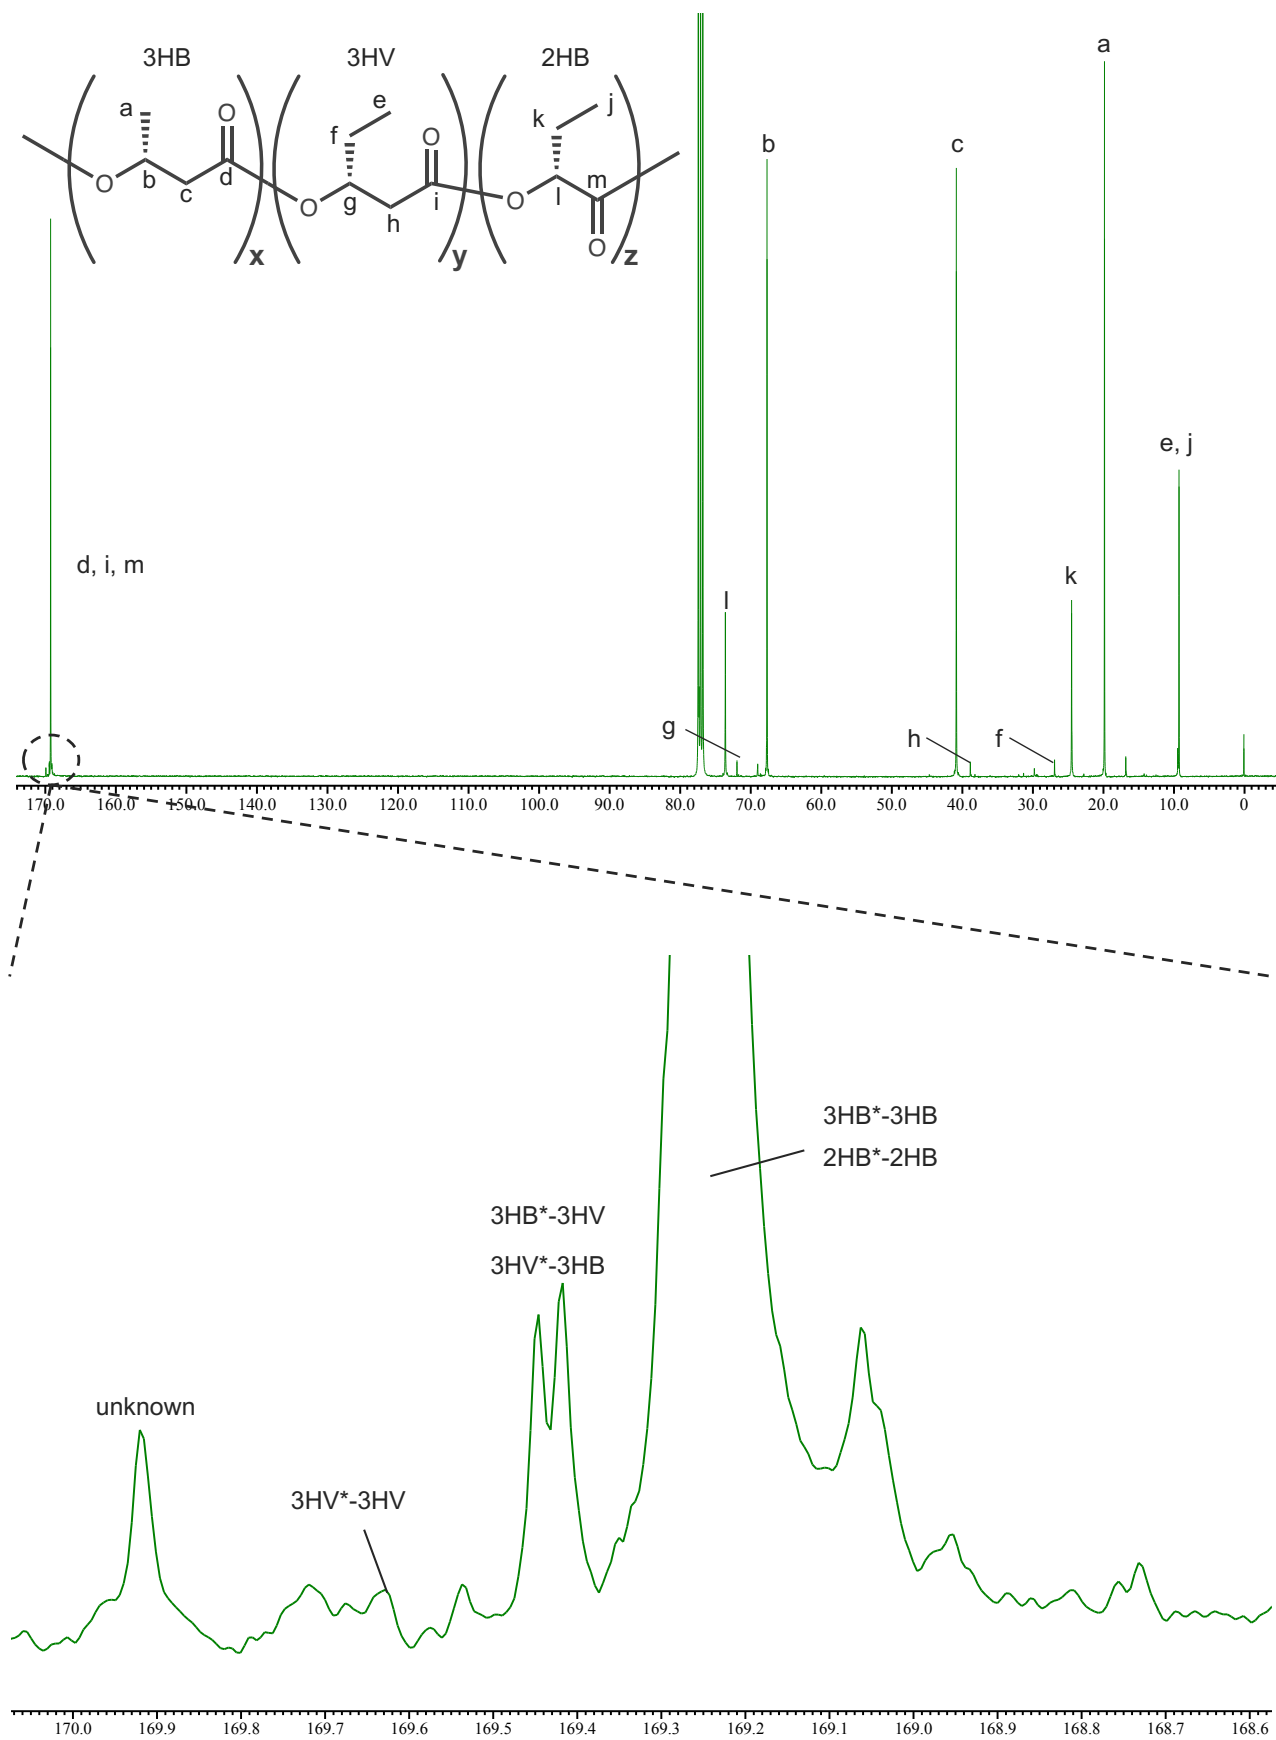 3HB 3HV 2HB
a e j
f k
O O
b d c g i h l m
O O O O
x y z
a
b c
e, j
d, i, m
k
l
g h f
170.0 160.0 150.0 140.0 130.0 120.0 110.0 100.0 90.0 80.0 70.0 60.0 50.0 40.0 30.0 20.0 10.0 0
3HB*-3HB
2HB*-2HB
3HB*-3HV
3HV*-3HB
unknown
3HV*-3HV
170.0 169.9 169.8 169.7 169.6 169.5 169.4 169.3 169.2 169.1 169.0 168.9 168.8 168.7 168.6